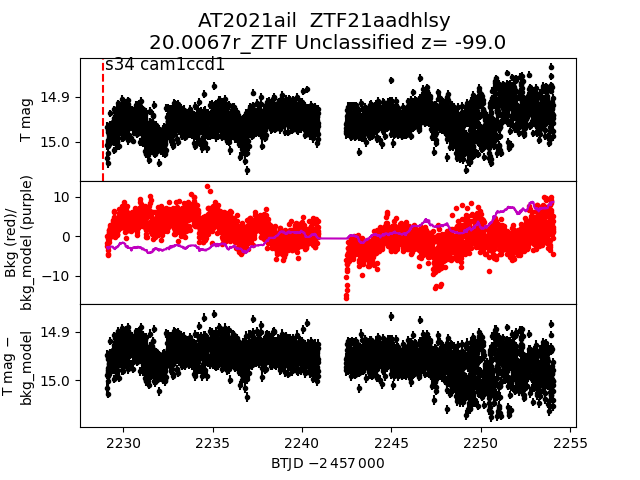 AT2021ail  ZTF21aadhlsy
20.0067r_ZTF Unclassified z= -99.0
s34 cam1ccd1
T mag
14.9
15.0
Bkg (red)/
bkg_model (purple)
10
0
−10
T mag −
bkg_model
14.9
15.0
2230
2235
2240
2245
2250
2255
BTJD −2 457 000